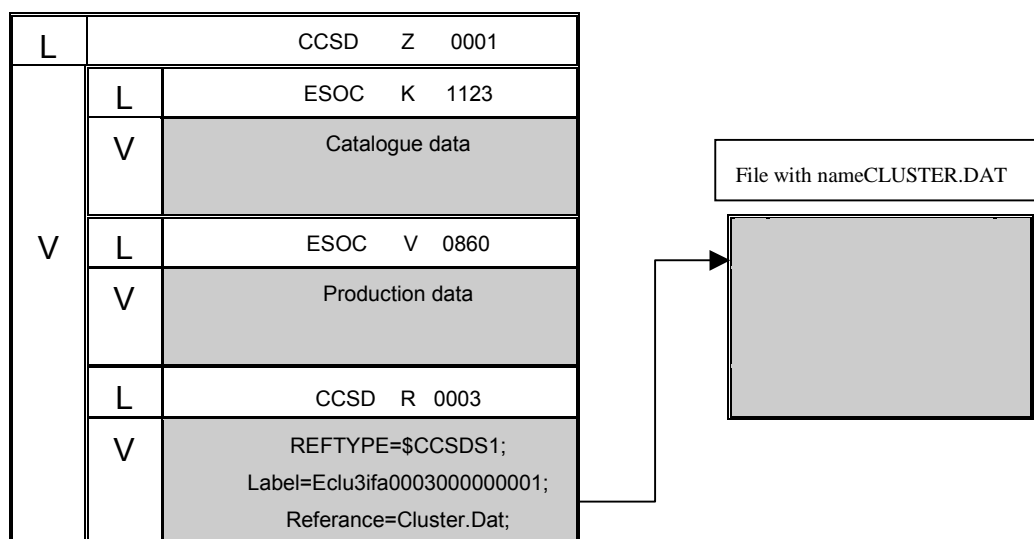 L CCSD Z 0001
L ESOC K 1123
V Catalogue data
File with nameCLUSTER.DAT
V L ESOC V 0860
V Production data
L CCSD R 0003
V REFTYPE=$CCSDS1;
Label=Eclu3ifa0003000000001;
Referance=Cluster.Dat;